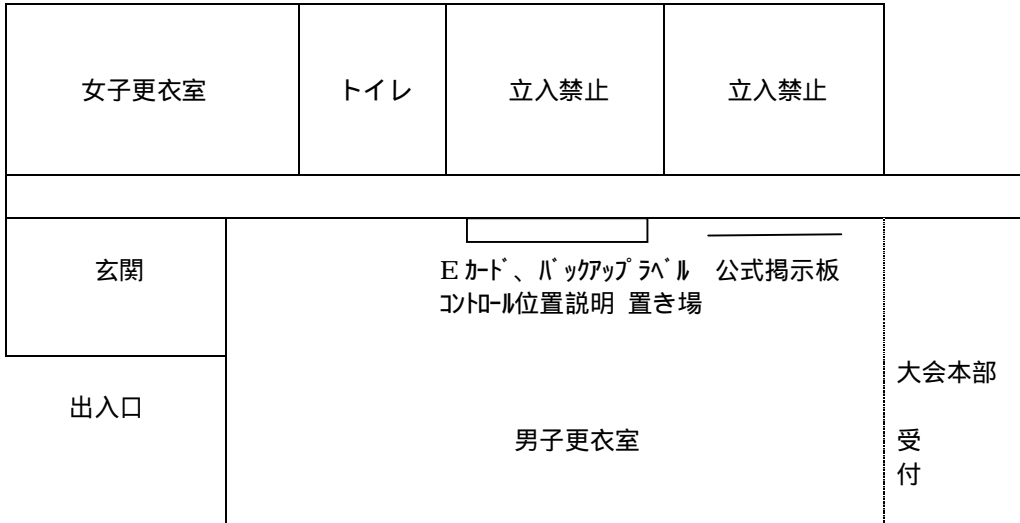 女子更衣室
トイレ
立入禁止
立入禁止
玄関
Eｶｰﾄﾞ、ﾊﾞｯｸｱｯﾌﾟﾗﾍﾞﾙ
ｺﾝﾄﾛｰﾙ位置説明 置き場
公式掲示板
大会本部
出入口
男子更衣室
受
付